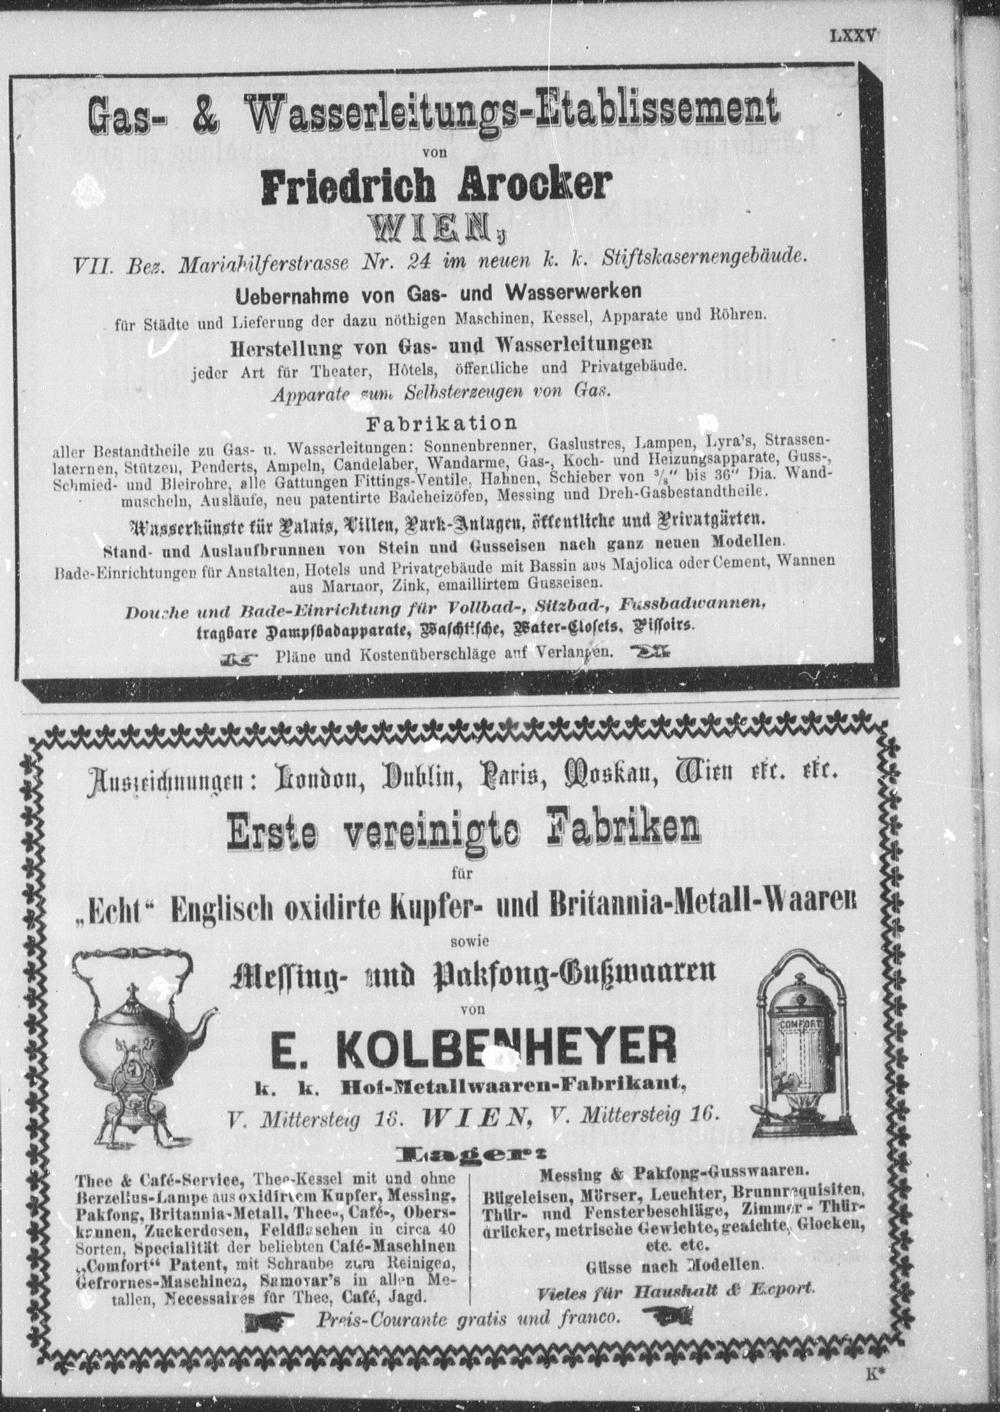 LXXV
Gas- & Wasserleitungs-Etablissement
von
Friedrich Arocker
WIEN,
VII. Bez. Mariahilferstrasse Nr. 24 im neuen k. k. Stiftskasernengebäude.
Uebernahme von Gas- und Wasserwerken
für Städte und Lieferung der dazu nöthigen Maschinen, Kessel, Apparate und Röhren.
Herstellung von Gas- und Wasserleitungen
jeder Art für Theater, Hôtels, öffentliche und Privatgebäude.
Apparate zum Selbsterzeugen von Gas.
Fabrikation
aller Bestandtheile zu Gas- u. Wasserleitungen: Sonnenbrenner, Gaslustres, Lampen, Lyra's, Strassen-
laternen, Stützen, Penderts, Ampeln, Candelaber, Wandarme, Gas-, Koch- und Heizungsapparate, Guss-,
Schmied- und Bleirohre, alle Gattungen Fittings-Ventile, Hahnen, Schieber von 3/8" bis 36" Dia. Wand-
muscheln, Ausläufe, neu patentirte Badeheizöfen, Messing und Dreh-Gasbestandtheile.
Wasserkünste für Palais, Villen, Park-Anlagen, öffentliche und Privatgärten.
Stand- und Auslaufbrunnen von Stein und Gusseisen nach ganz neuen Modellen.
Bade-Einrichtungen für Anstalten, Hotels und Privatgebäude mit Bassin aus Majolica oder Cement, Wannen
aus Marmor, Zink, emaillirtem Gusseisen.
Douche und Bade-Einrichtung für Vollbad-, Sitzbad-, Fussbadwannen,
tragbare Dampfbadapparate, Waschtische, Water-Closets, Pissoirs.
Pläne und Kostenüberschläge auf Verlangen.
Auszeichnungen: London, Dublin, Paris, Moskau, Wien etc. etc.
Erste vereinigte Fabriken
für
„Echt“ Englisch oxidirte Kupfer- und Britannia-Metall-Waaren
sowie
Messing- und Pakfong-Gußwaaren
von
E. KOLBENHEYER
COMFORT
k. k. Hof-Metallwaaren-Fabrikant,
V. Mittersteig 16. WIEN, V. Mittersteig 16.
Lager:
Thee & Café-Service, Thee-Kessel mit und ohne
Berzelius-Lampe aus oxidirtem Kupfer, Messing,
Pakfong, Britannia-Metall, Thee-, Café-, Obers-
kannen, Zuckerdosen, Feldflaschen in circa 40
Sorten, Specialität der beliebten Café-Maschinen
„Comfort“ Patent, mit Schraube zum Reinigen,
Gefrornes-Maschinen, Samovar's in allen Me-
tallen, Necessaires für Thee, Café, Jagd.
Messing & Pakfong-Gusswaaren.
Bügeleisen, Mörser, Leuchter, Brunnrequisiten,
Thür- und Fensterbeschläge, Zimmer-Thür-
drücker, metrische Gewichte, geaichte, Glocken,
etc. etc.
Güsse nach Modellen.
Vieles für Haushalt & Export.
Preis-Courante gratis und franco.
K*